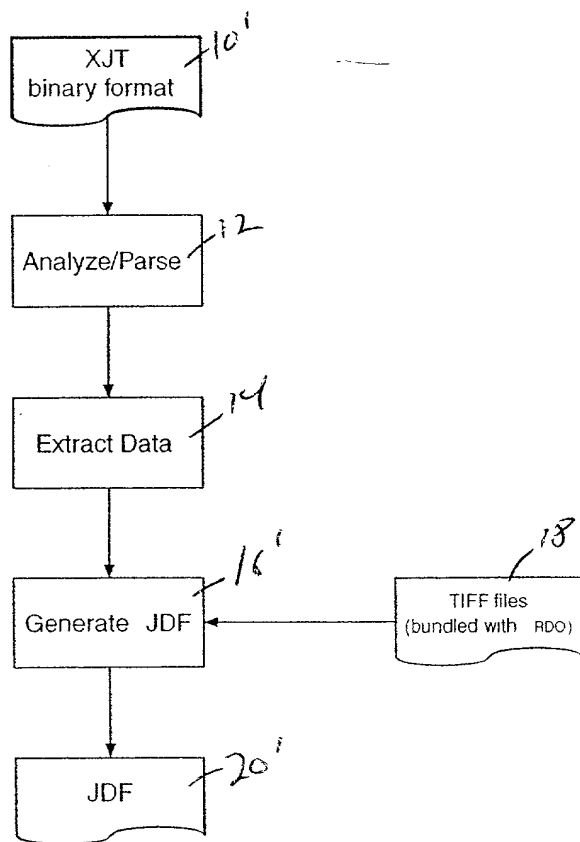 XJT
binary format
10'
Analyze/Parse
12
Extract Data
14
Generate JDF
16'
TIFF files
(bundled with RDO)
18
JDF
20'